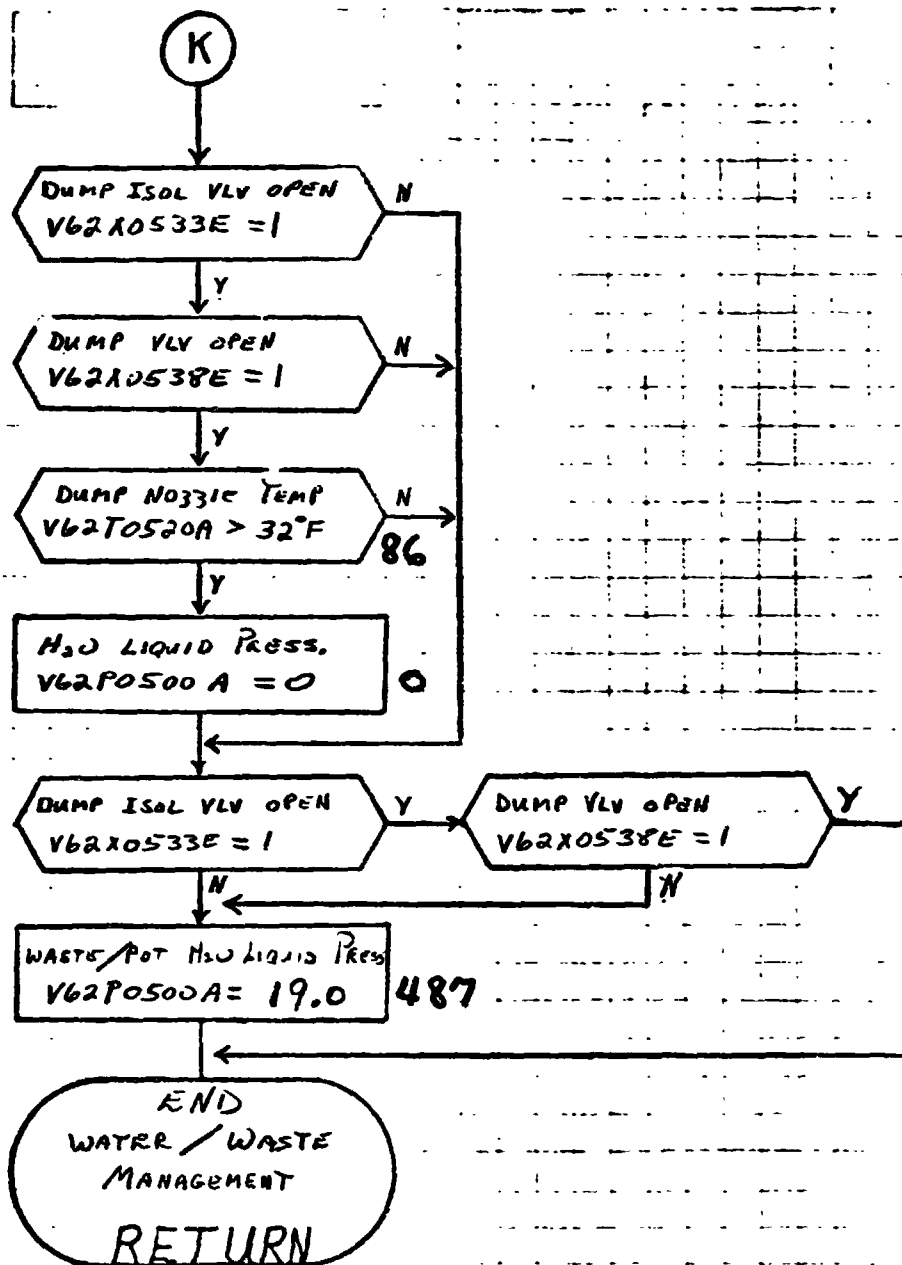 K
DUMP ISOL VLV OPEN
V62X0533E = 1
N
Y
DUMP VLV OPEN
V62X0538E = 1
N
Y
DUMP NOZZLE TEMP
V62T0520A > 32°F
N
86
Y
H2O LIQUID PRESS.
V62P0500A = 0
0
DUMP ISOL VLV OPEN
V62X0533E = 1
Y
DUMP VLV OPEN
V62X0538E = 1
Y
N
N
WASTE/POT H2O LIQUID PRESS
V62P0500A = 19.0
487
END
WATER / WASTE
MANAGEMENT
RETURN